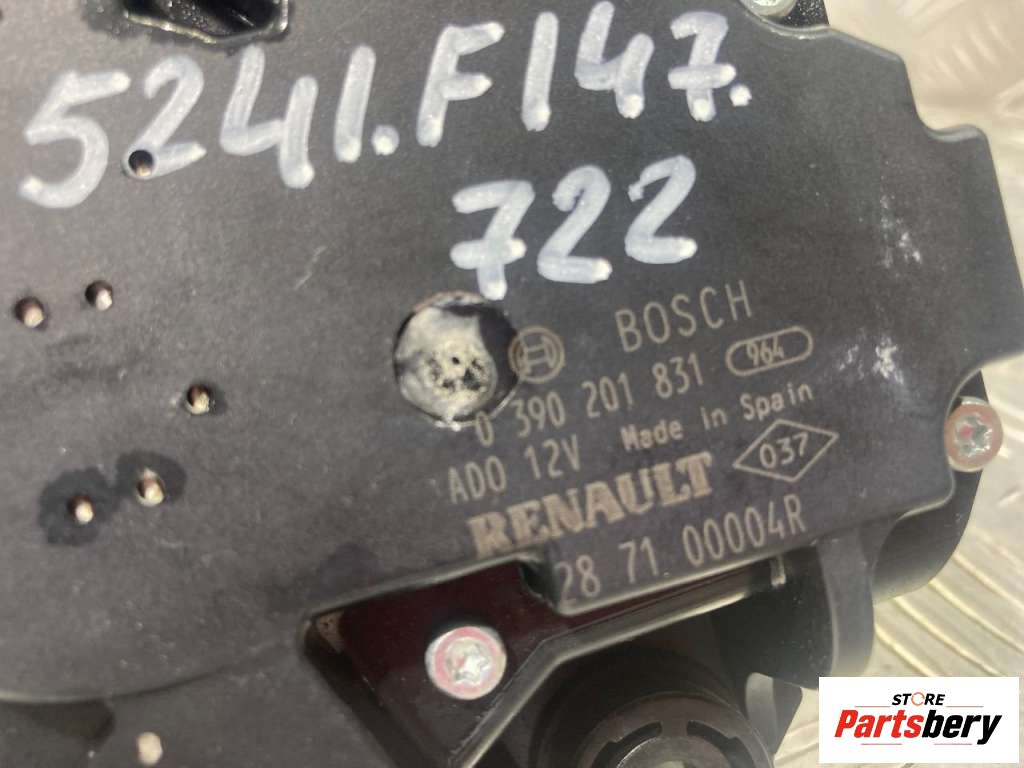 5241.F147.
722
BOSCH
0 390 201 831 964
ADO 12V Made in Spain
RENAULT 037
28 71 00004R
STORE
Partsbery